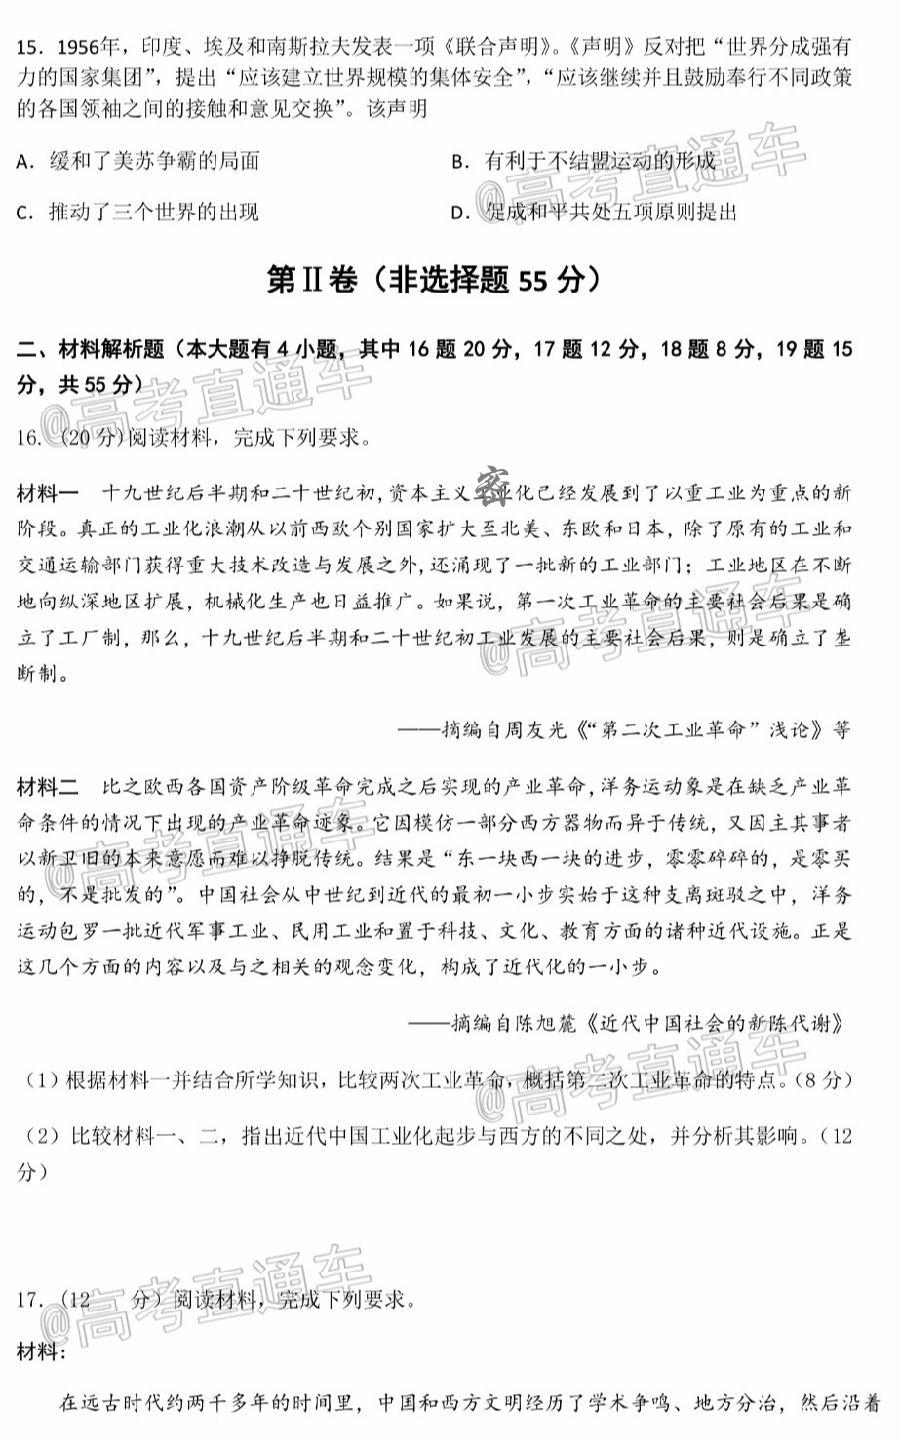 15．1956年，印度、埃及和南斯拉夫发表一项《联合声明》。《声明》反对把“世界分成强有
力的国家集团”，提出“应该建立世界规模的集体安全”，“应该继续并且鼓励奉行不同政策
的各国领袖之间的接触和意见交换”。该声明
A．缓和了美苏争霸的局面 B．有利于不结盟运动的形成
C．推动了三个世界的出现 D．促成和平共处五项原则提出
第Ⅱ卷（非选择题 55 分）
二、材料解析题（本大题有 4 小题，其中 16 题 20 分，17 题 12 分，18 题 8 分，19 题 15
分，共 55 分）
16.（20 分)阅读材料，完成下列要求。
密
材料一 十九世纪后半期和二十世纪初,资本主义工业化已经发展到了以重工业为重点的新
阶段。真正的工业化浪潮从以前西欧个别国家扩大至北美、东欧和日本，除了原有的工业和
交通运输部门获得重大技术改造与发展之外,还涌现了一批新的工业部门；工业地区在不断
地向纵深地区扩展，机械化生产也日益推广。如果说，第一次工业革命的主要社会后果是确
立了工厂制，那么，十九世纪后半期和二十世纪初工业发展的主要社会后果，则是确立了垄
断制。
——摘编自周友光《“第二次工业革命”浅论》等
材料二 比之欧西各国资产阶级革命完成之后实现的产业革命,洋务运动象是在缺乏产业革
命条件的情况下出现的产业革命迹象。它因模仿一部分西方器物而异于传统，又因主其事者
以新卫旧的本来意愿而难以挣脱传统。结果是“东一块西一块的进步，零零碎碎的，是零买
的，不是批发的”。中国社会从中世纪到近代的最初一小步实始于这种支离斑驳之中，洋务
运动包罗一批近代军事工业、民用工业和置于科技、文化、教育方面的诸种近代设施。正是
这几个方面的内容以及与之相关的观念变化，构成了近代化的一小步。
——摘编自陈旭麓《近代中国社会的新陈代谢》
（1）根据材料一并结合所学知识，比较两次工业革命，概括第二次工业革命的特点。（8 分）
（2）比较材料一、二，指出近代中国工业化起步与西方的不同之处，并分析其影响。（12
分）
17．(12 分）阅读材料，完成下列要求。
材料：
在远古时代约两千多年的时间里，中国和西方文明经历了学术争鸣、地方分治，然后沿着
@高考直通车
@高考直通车
@高考直通车
@高考直通车
@高考直通车
@高考直通车